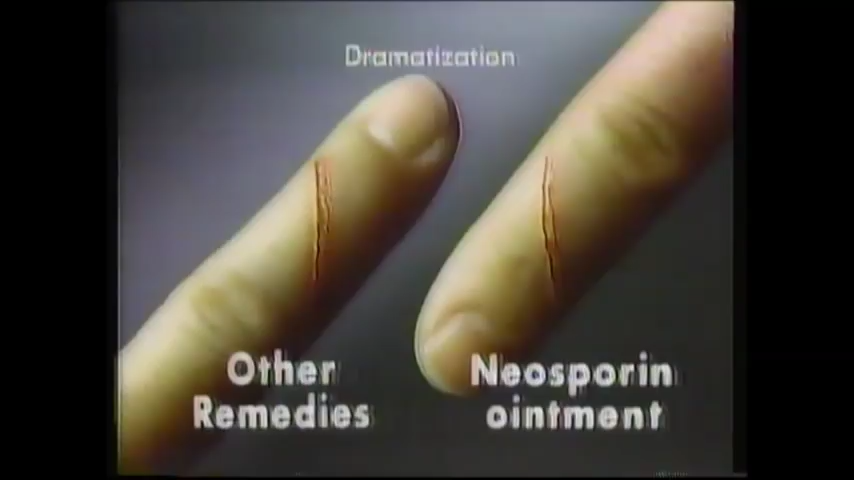 Dramatization
Other
Remedies
Neosporin
ointment